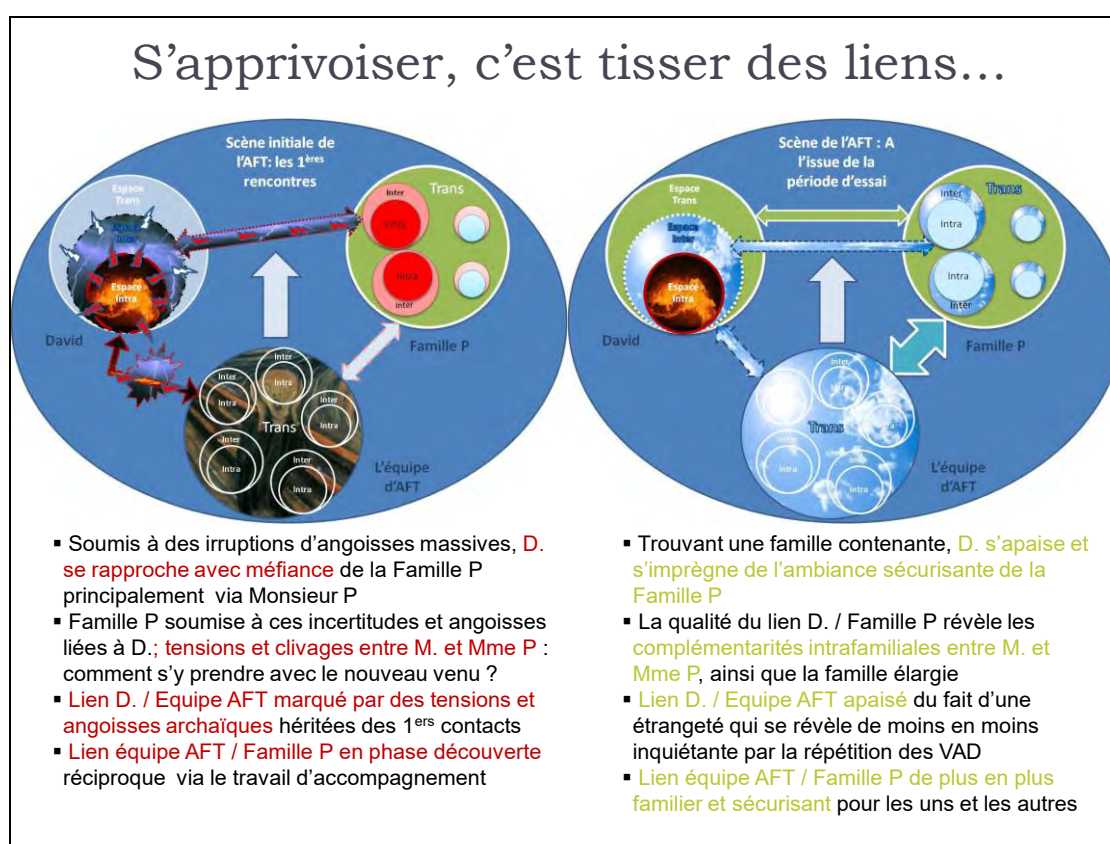 S'apprivoiser, c'est tisser des liens…
Scène initiale de
l'AFT: les 1ères
rencontres
Espace
Trans
Espace
Inter
Espace
Intra
David
Trans
Inter
Intra
Intra
Inter
Famille P
Inter
Intra
Inter
Intra
Inter
Intra
Trans
Inter
Intra
Inter
Intra
L'équipe
d'AFT
Scène de l'AFT : A
l'issue de la
période d'essai
Espace
Trans
Espace
Inter
Espace
Intra
David
Inter
Trans
Intra
Intra
Inter
Famille P
Inter
Intra
Inter
Intra
Inter
Intra
Trans
Inter
Intra
Inter
Intra
L'équipe
d'AFT
▪ Soumis à des irruptions d'angoisses massives, D.
se rapproche avec méfiance de la Famille P
principalement via Monsieur P
▪ Famille P soumise à ces incertitudes et angoisses
liées à D.; tensions et clivages entre M. et Mme P :
comment s'y prendre avec le nouveau venu ?
▪ Lien D. / Equipe AFT marqué par des tensions et
angoisses archaïques héritées des 1ers contacts
▪ Lien équipe AFT / Famille P en phase découverte
réciproque via le travail d'accompagnement
▪ Trouvant une famille contenante, D. s'apaise et
s'imprègne de l'ambiance sécurisante de la
Famille P
▪ La qualité du lien D. / Famille P révèle les
complémentarités intrafamiliales entre M. et
Mme P, ainsi que la famille élargie
▪ Lien D. / Equipe AFT apaisé du fait d'une
étrangeté qui se révèle de moins en moins
inquiétante par la répétition des VAD
▪ Lien équipe AFT / Famille P de plus en plus
familier et sécurisant pour les uns et les autres